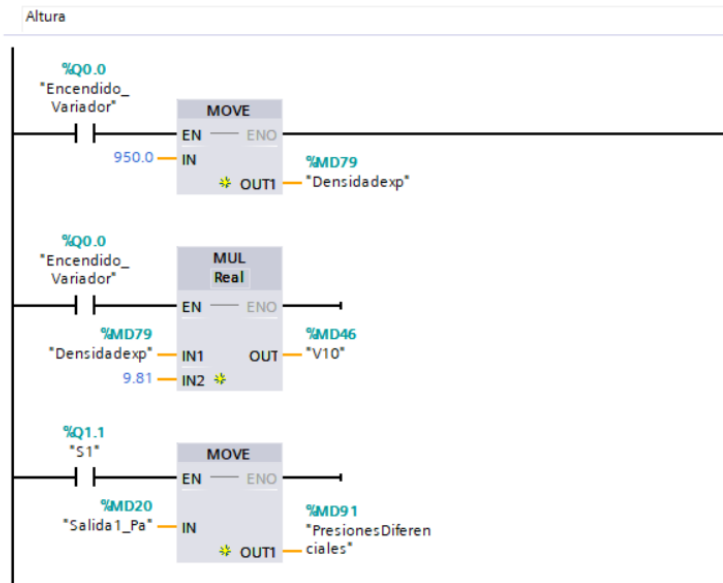 Altura
%Q0.0
"Encendido_
Variador"
MOVE
EN ENO
950.0 IN
%MD79
OUT1 "Densidadexp"
%Q0.0
"Encendido_
Variador"
MUL
Real
EN ENO
%MD79
"Densidadexp" IN1
%MD46
OUT "V10"
9.81 IN2
%Q1.1
"S1"
MOVE
EN ENO
%MD20
"Salida1_Pa" IN
%MD91
"PresionesDiferen
OUT1 ciales"